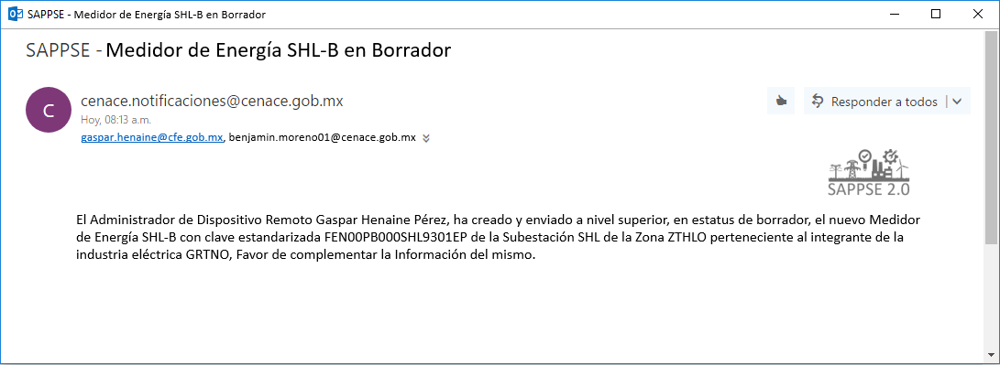 SAPPSE - Medidor de Energía SHL-B en Borrador
SAPPSE - Medidor de Energía SHL-B en Borrador
C
cenace.notificaciones@cenace.gob.mx
Hoy, 08:13 a.m.
gaspar.henaine@cfe.gob.mx, benjamin.moreno01@cenace.gob.mx
Responder a todos
SAPPSE 2.0
El Administrador de Dispositivo Remoto Gaspar Henaine Pérez, ha creado y enviado a nivel superior, en estatus de borrador, el nuevo Medidor
de Energía SHL-B con clave estandarizada FEN00PB000SHL9301EP de la Subestación SHL de la Zona ZTHLO perteneciente al integrante de la
industria eléctrica GRTNO, Favor de complementar la Información del mismo.